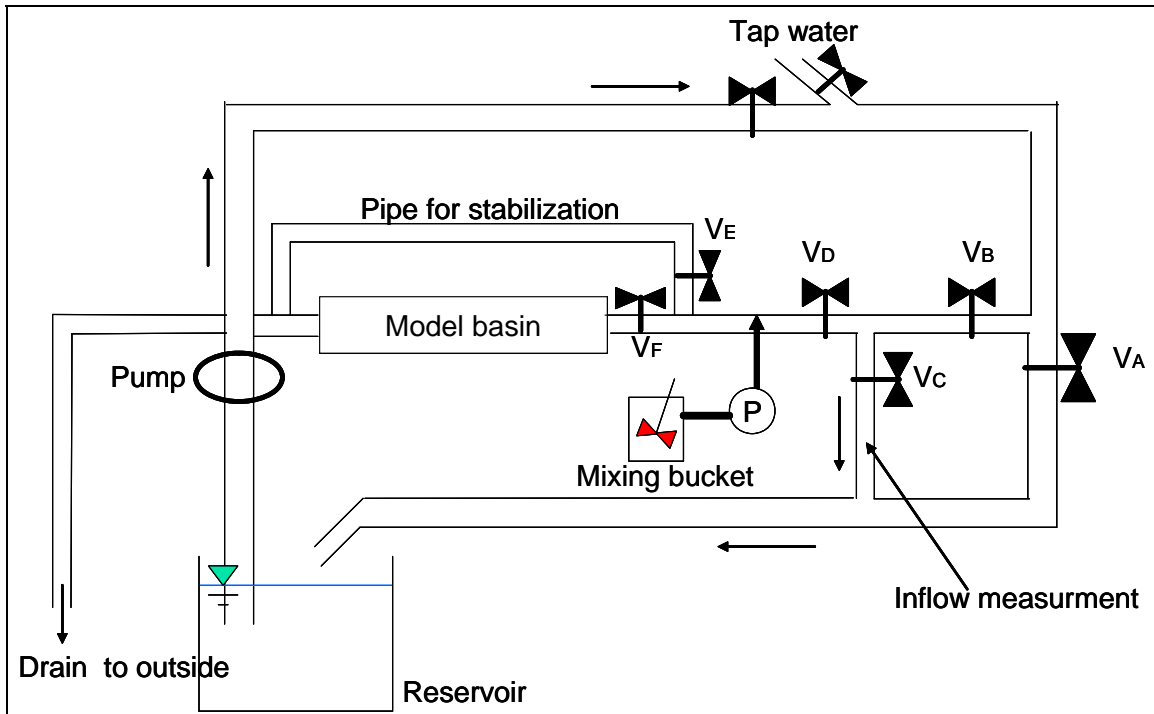 Tap water
Pipe for stabilization
VE
VD
VB
Model basin
VF
VA
Pump
VC
P
Mixing bucket
Inflow measurment
Drain to outside
Reservoir